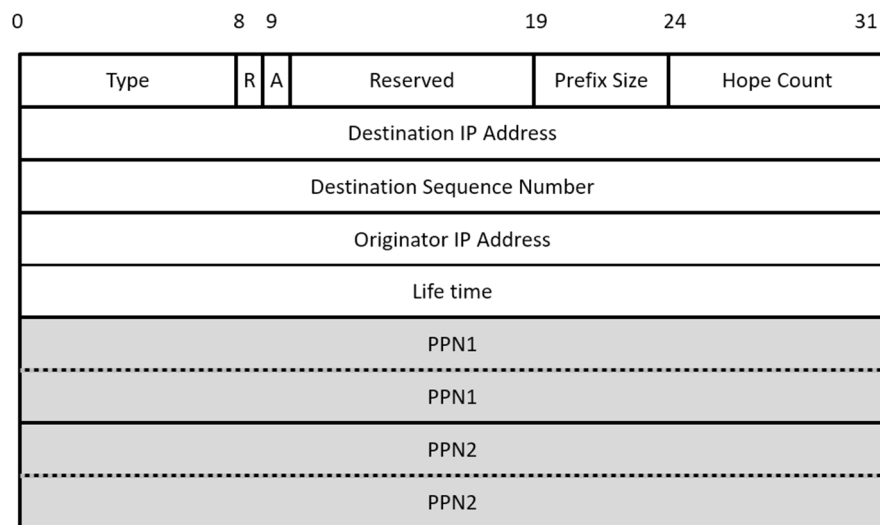 0 8 9 19 24 31
Type R A Reserved Prefix Size Hope Count
Destination IP Address
Destination Sequence Number
Originator IP Address
Life time
PPN1
PPN1
PPN2
PPN2